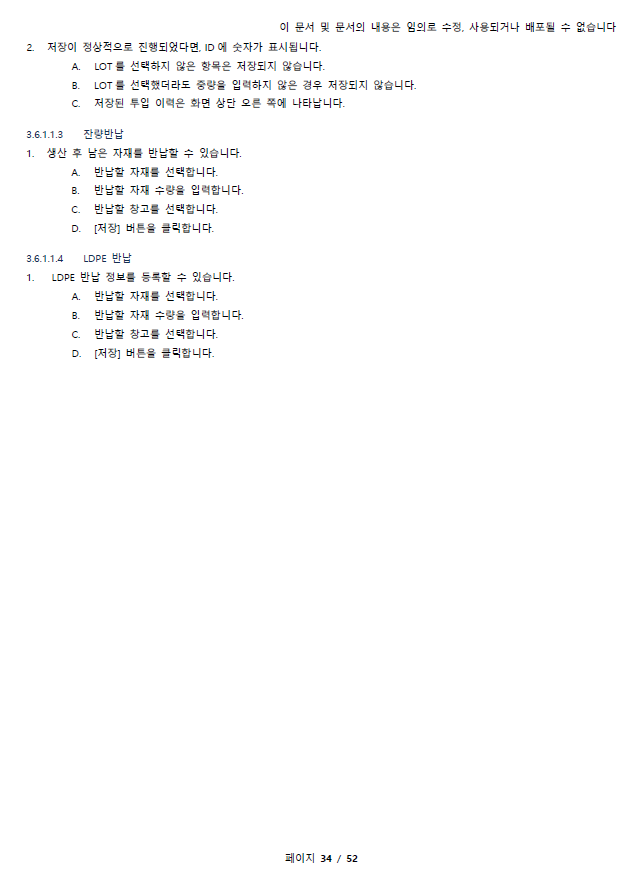 이 문서 및 문서의 내용은 임의로 수정, 사용되거나 배포될 수 없습니다
2. 저장이 정상적으로 진행되었다면, ID에 숫자가 표시됩니다.
A. LOT를 선택하지 않은 항목은 저장되지 않습니다.
B. LOT를 선택했더라도 중량을 입력하지 않은 경우 저장되지 않습니다.
C. 저장된 투입 이력은 화면 상단 오른 쪽에 나타납니다.
3.6.1.1.3 잔량반납
1. 생산 후 남은 자재를 반납할 수 있습니다.
A. 반납할 자재를 선택합니다.
B. 반납할 자재 수량을 입력합니다.
C. 반납할 창고를 선택합니다.
D. [저장] 버튼을 클릭합니다.
3.6.1.1.4 LDPE 반납
1. LDPE 반납 정보를 등록할 수 있습니다.
A. 반납할 자재를 선택합니다.
B. 반납할 자재 수량을 입력합니다.
C. 반납할 창고를 선택합니다.
D. [저장] 버튼을 클릭합니다.
페이지 34 / 52